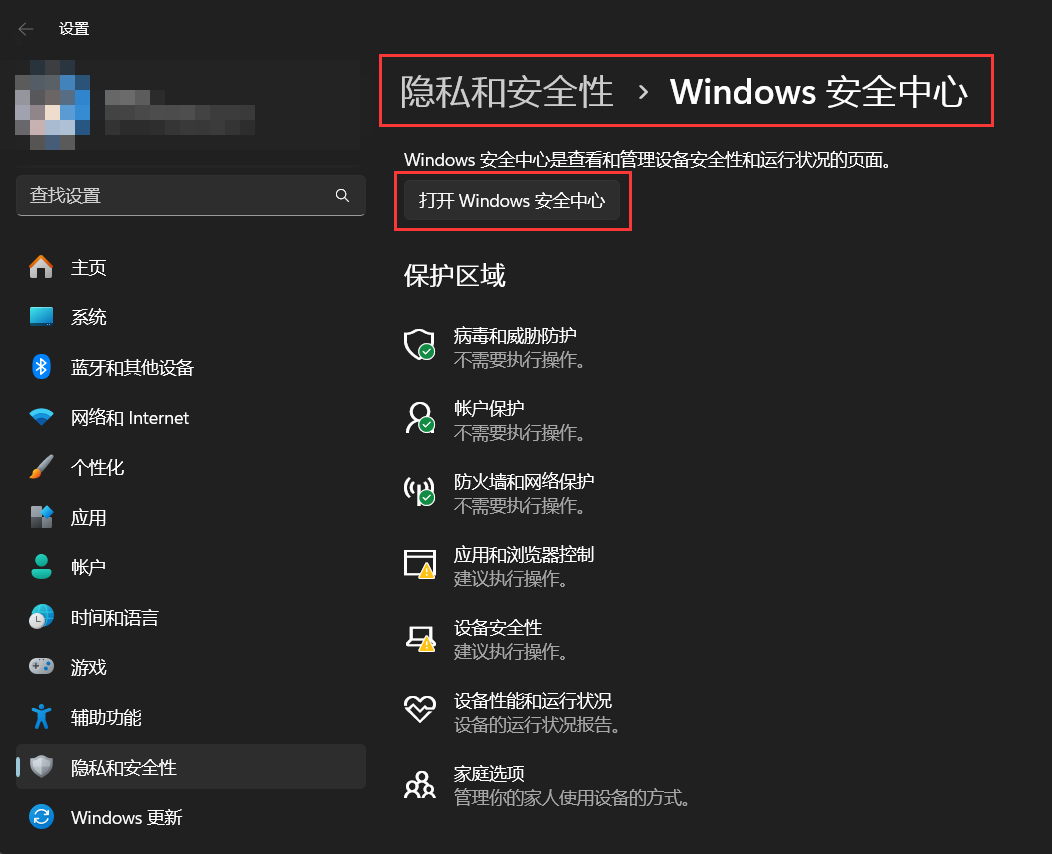 设置
查找设置
主页
系统
蓝牙和其他设备
网络和 Internet
个性化
应用
帐户
时间和语言
游戏
辅助功能
隐私和安全性
Windows 更新
隐私和安全性 › Windows 安全中心
Windows 安全中心是查看和管理设备安全性和运行状况的页面。
打开 Windows 安全中心
保护区域
病毒和威胁防护
不需要执行操作。
帐户保护
不需要执行操作。
防火墙和网络保护
不需要执行操作。
应用和浏览器控制
建议执行操作。
设备安全性
建议执行操作。
设备性能和运行状况
设备的运行状况报告。
家庭选项
管理你的家人使用设备的方式。